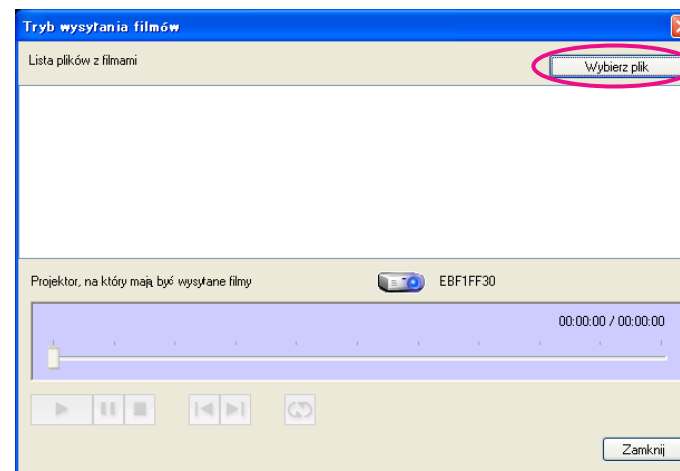 Tryb wysyłania filmów
Lista plików z filmami
Wybierz plik
Projektor, na który mają być wysyłane filmy
EBF1FF30
00:00:00 / 00:00:00
Zamknij